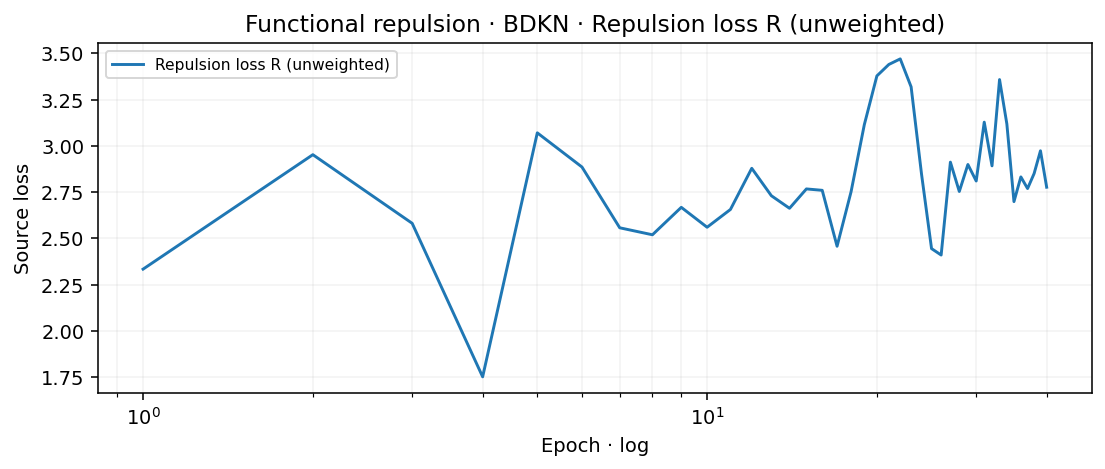 Functional repulsion · BDKN · Repulsion loss R (unweighted)
Repulsion loss R (unweighted)
Source loss
3.50
3.25
3.00
2.75
2.50
2.25
2.00
1.75
10⁰
10¹
Epoch · log